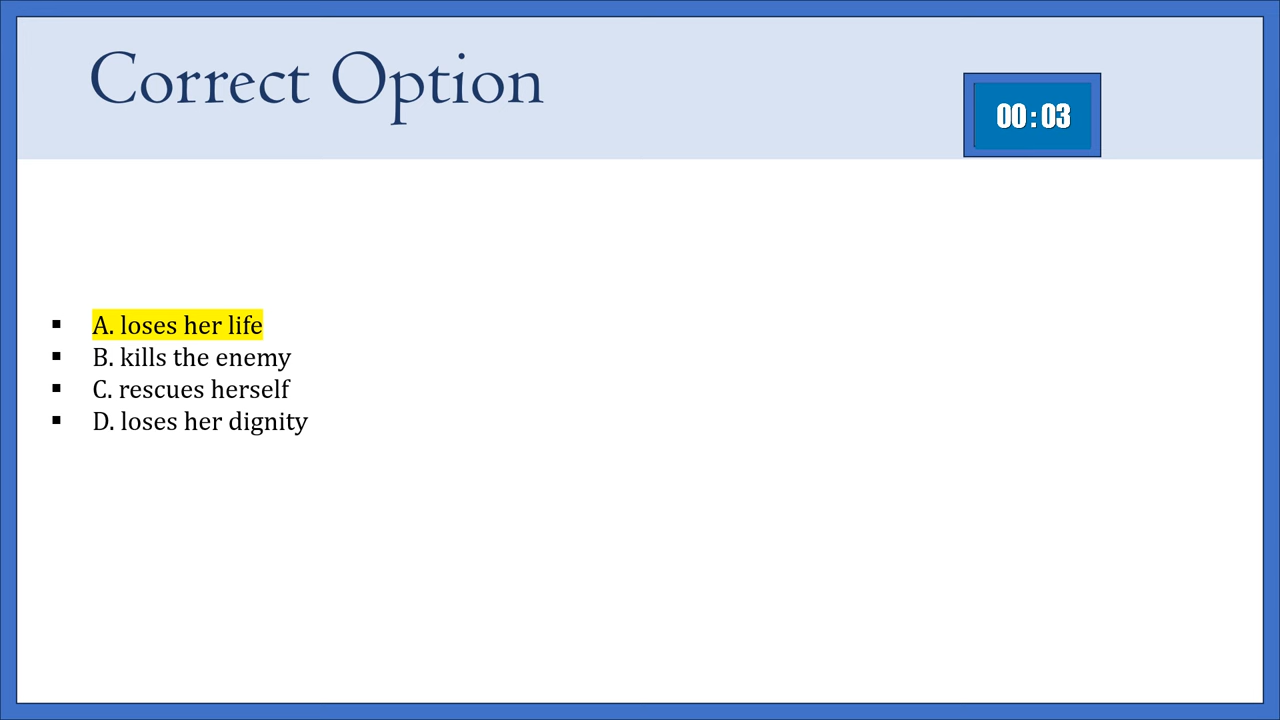 Correct Option
00:03
▪ A. loses her life
▪ B. kills the enemy
▪ C. rescues herself
▪ D. loses her dignity